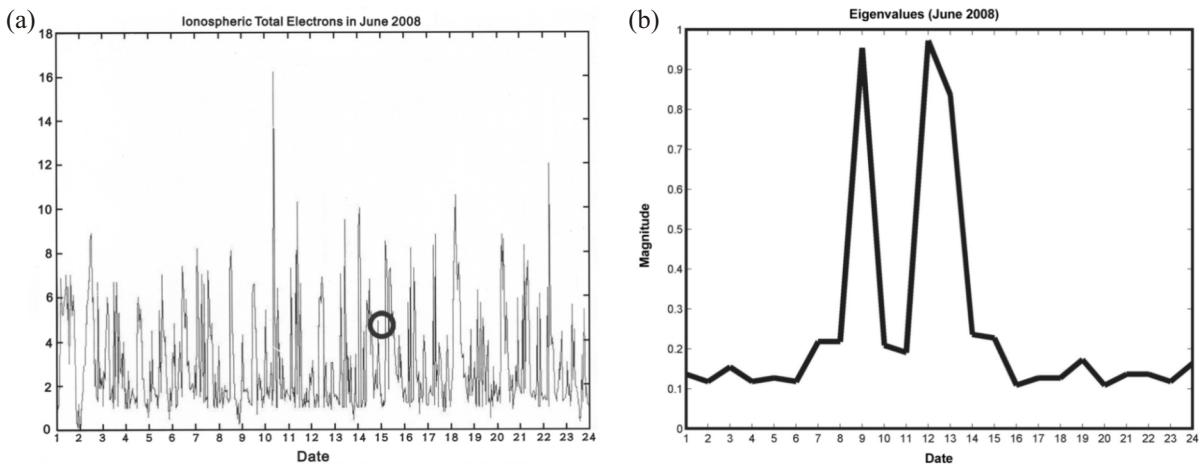 (a)
Ionospheric Total Electrons in June 2008
18
16
14
12
10
8
6
4
2
0
1 2 3 4 5 6 7 8 9 10 11 12 13 14 15 16 17 18 19 20 21 22 23 24
Date
(b)
Eigenvalues (June 2008)
Magnitude
1
0.9
0.8
0.7
0.6
0.5
0.4
0.3
0.2
0.1
0
1 2 3 4 5 6 7 8 9 10 11 12 13 14 15 16 17 18 19 20 21 22 23 24
Date